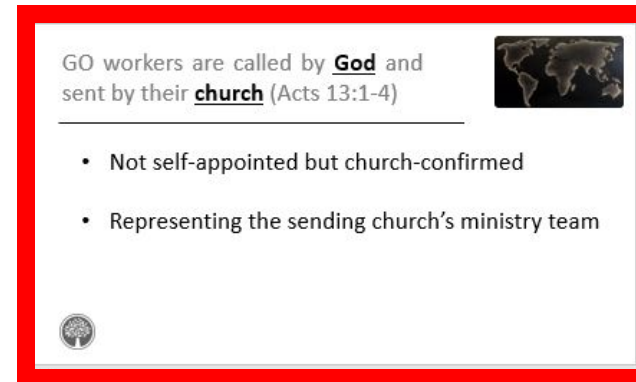 GO workers are called by God and
sent by their church (Acts 13:1-4)
• Not self-appointed but church-confirmed
• Representing the sending church’s ministry team